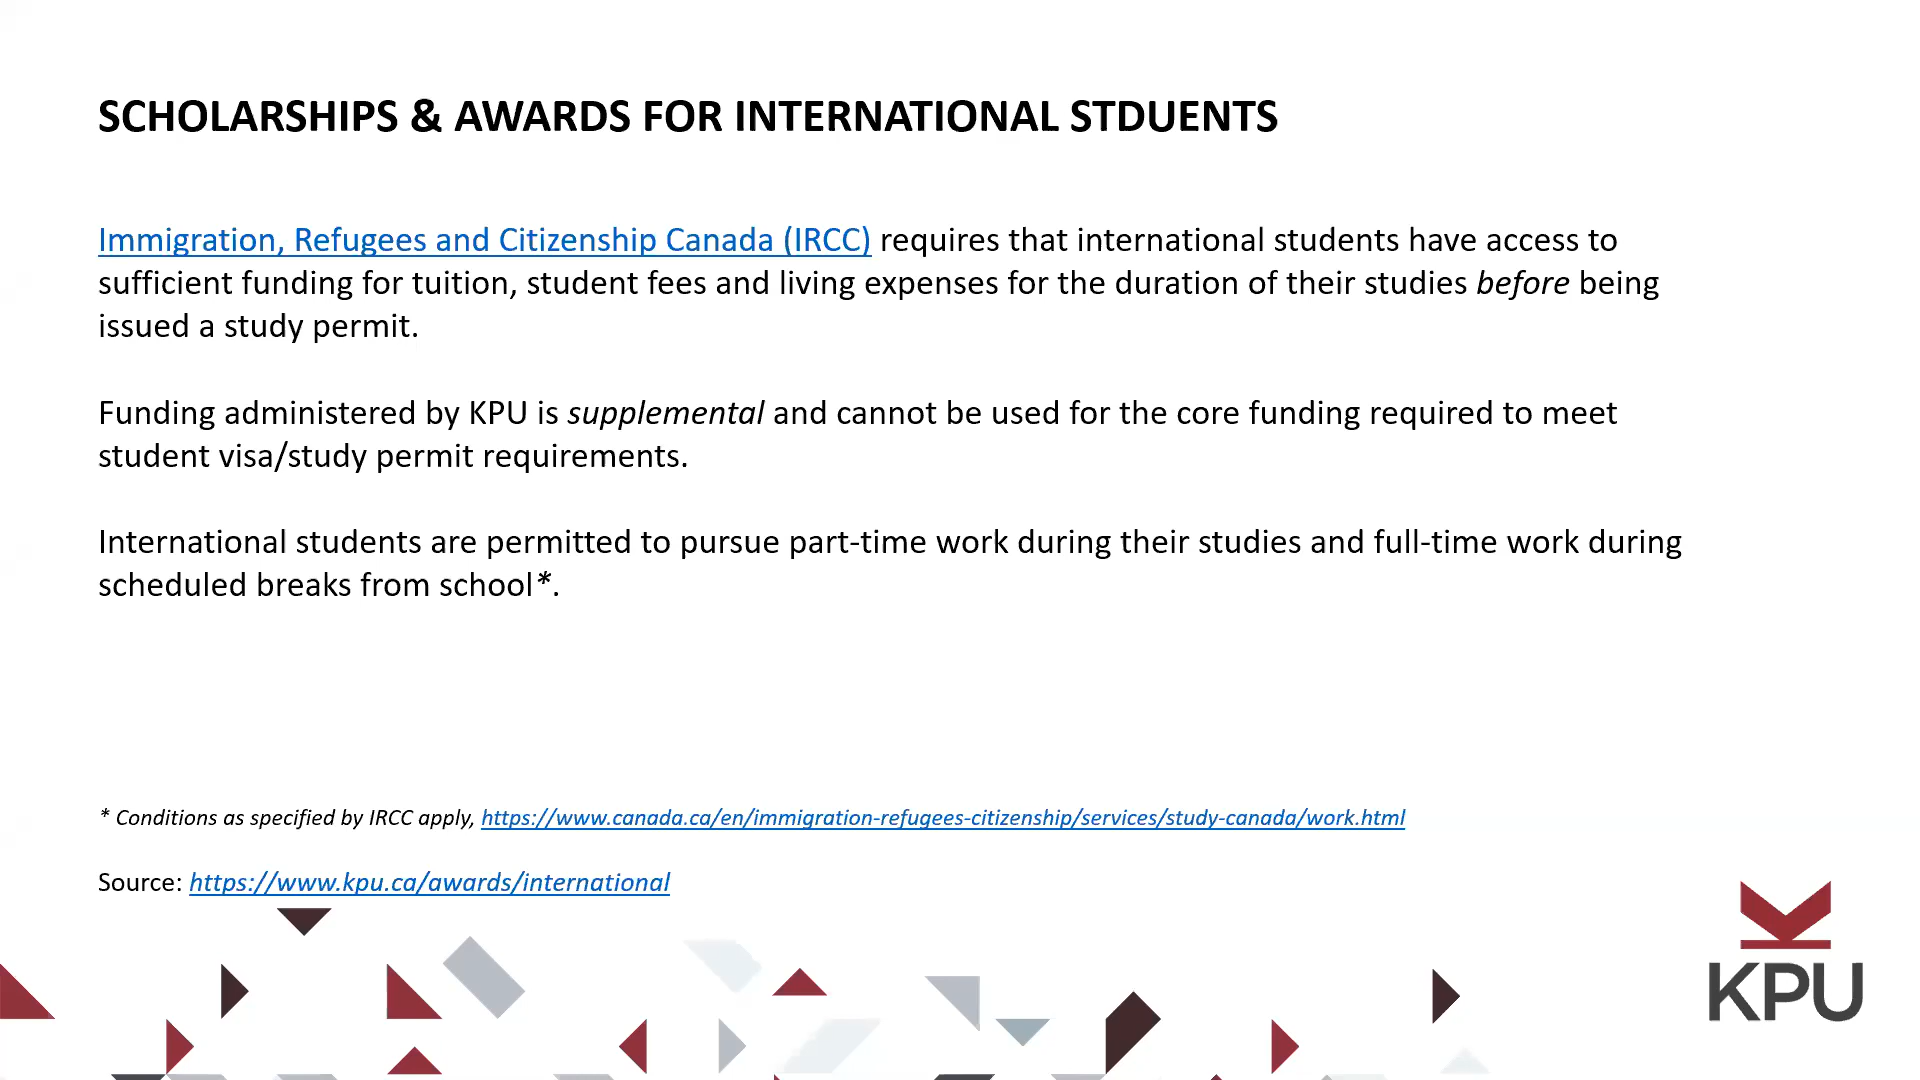 SCHOLARSHIPS & AWARDS FOR INTERNATIONAL STDUENTS
Immigration, Refugees and Citizenship Canada (IRCC) requires that international students have access to
sufficient funding for tuition, student fees and living expenses for the duration of their studies before being
issued a study permit.
Funding administered by KPU is supplemental and cannot be used for the core funding required to meet
student visa/study permit requirements.
International students are permitted to pursue part-time work during their studies and full-time work during
scheduled breaks from school*.
* Conditions as specified by IRCC apply, https://www.canada.ca/en/immigration-refugees-citizenship/services/study-canada/work.html
Source: https://www.kpu.ca/awards/international
KPU